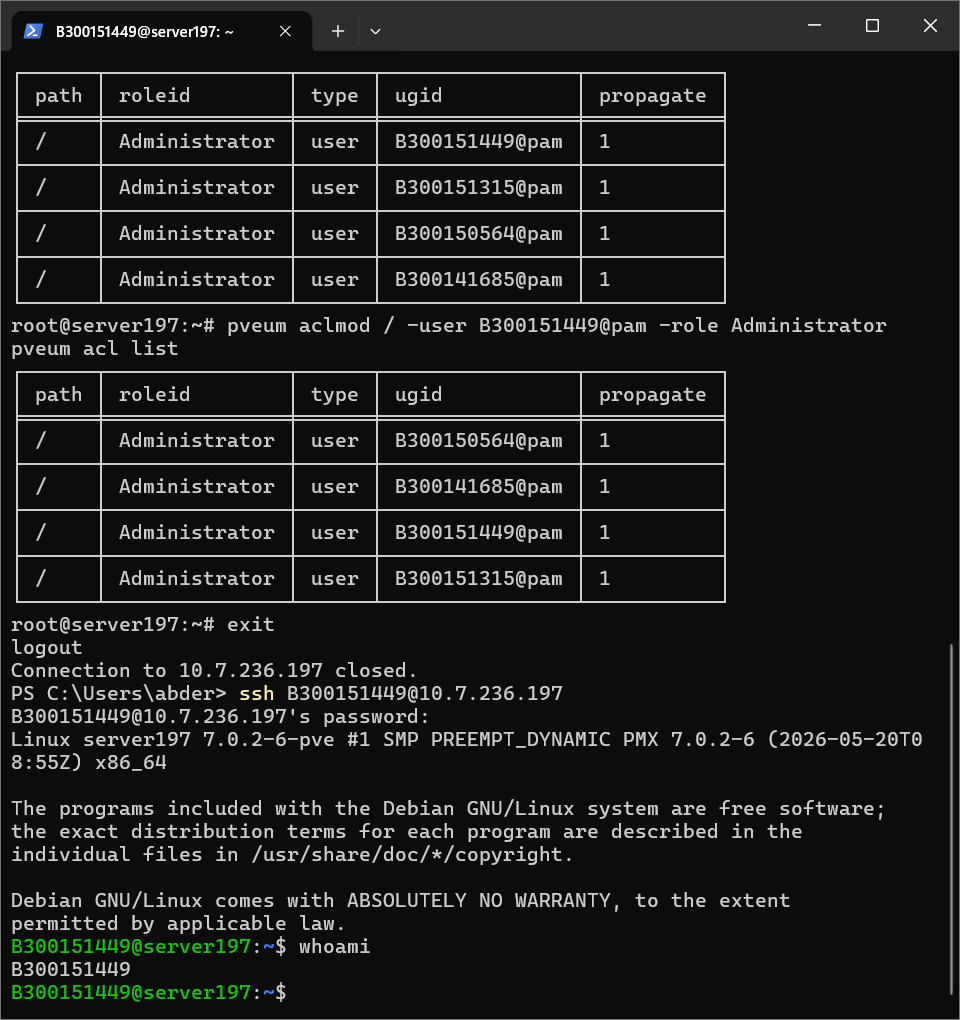 B300151449@server197: ~
path roleid type ugid propagate
/ Administrator user B300151449@pam 1
/ Administrator user B300151315@pam 1
/ Administrator user B300150564@pam 1
/ Administrator user B300141685@pam 1
root@server197:~# pveum aclmod / -user B300151449@pam -role Administrator
pveum acl list
path roleid type ugid propagate
/ Administrator user B300150564@pam 1
/ Administrator user B300141685@pam 1
/ Administrator user B300151449@pam 1
/ Administrator user B300151315@pam 1
root@server197:~# exit
logout
Connection to 10.7.236.197 closed.
PS C:\Users\abder> ssh B300151449@10.7.236.197
B300151449@10.7.236.197's password:
Linux server197 7.0.2-6-pve #1 SMP PREEMPT_DYNAMIC PMX 7.0.2-6 (2026-05-20T0
8:55Z) x86_64
The programs included with the Debian GNU/Linux system are free software;
the exact distribution terms for each program are described in the
individual files in /usr/share/doc/*/copyright.
Debian GNU/Linux comes with ABSOLUTELY NO WARRANTY, to the extent
permitted by applicable law.
B300151449@server197:~$ whoami
B300151449
B300151449@server197:~$